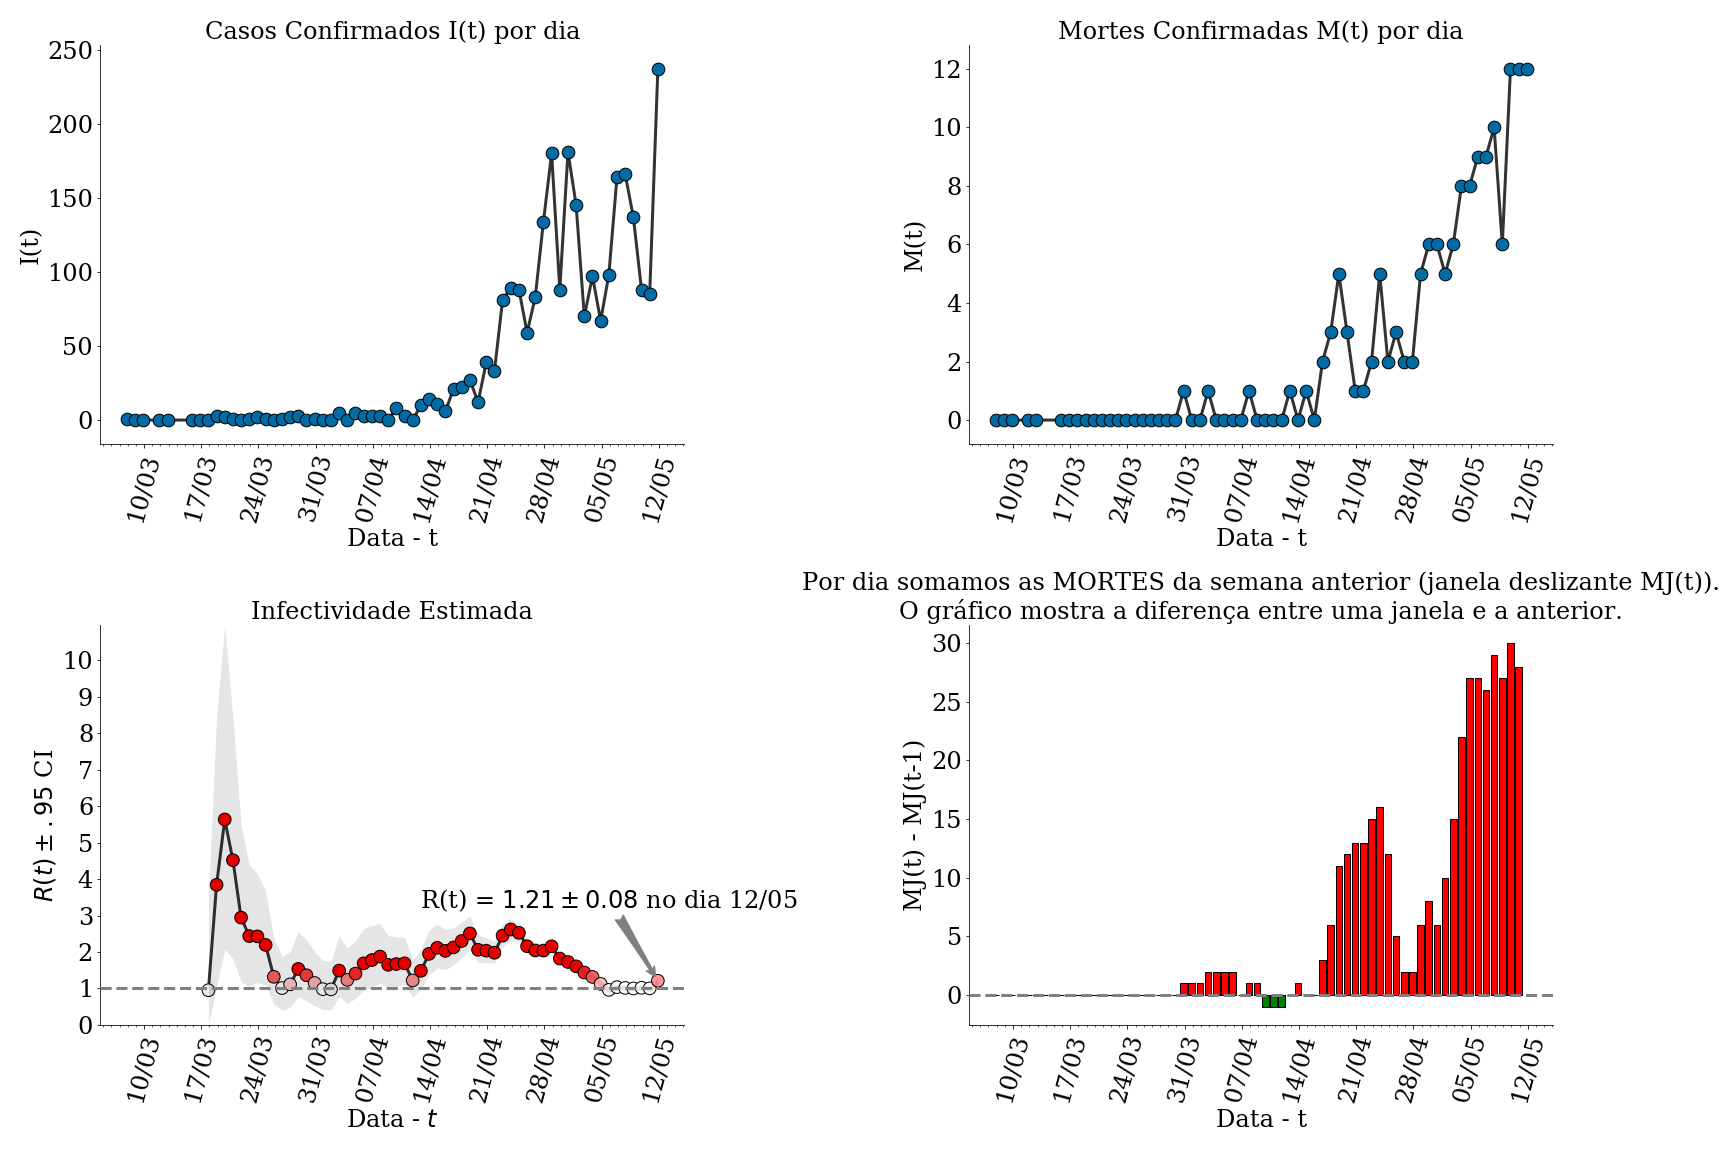 Casos Confirmados I(t) por dia
250
200
150
100
50
0
I(t)
10/03 17/03 24/03 31/03 07/04 14/04 21/04 28/04 05/05 12/05
Data - t
Mortes Confirmadas M(t) por dia
12
10
8
6
4
2
0
M(t)
10/03 17/03 24/03 31/03 07/04 14/04 21/04 28/04 05/05 12/05
Data - t
Infectividade Estimada
10
9
8
7
6
5
4
3
2
1
0
R(t) ± .95 CI
R(t) = 1.21 ± 0.08 no dia 12/05
10/03 17/03 24/03 31/03 07/04 14/04 21/04 28/04 05/05 12/05
Data - t
Por dia somamos as MORTES da semana anterior (janela deslizante MJ(t)).
O gráfico mostra a diferença entre uma janela e a anterior.
30
25
20
15
10
5
0
MJ(t) - MJ(t-1)
10/03 17/03 24/03 31/03 07/04 14/04 21/04 28/04 05/05 12/05
Data - t